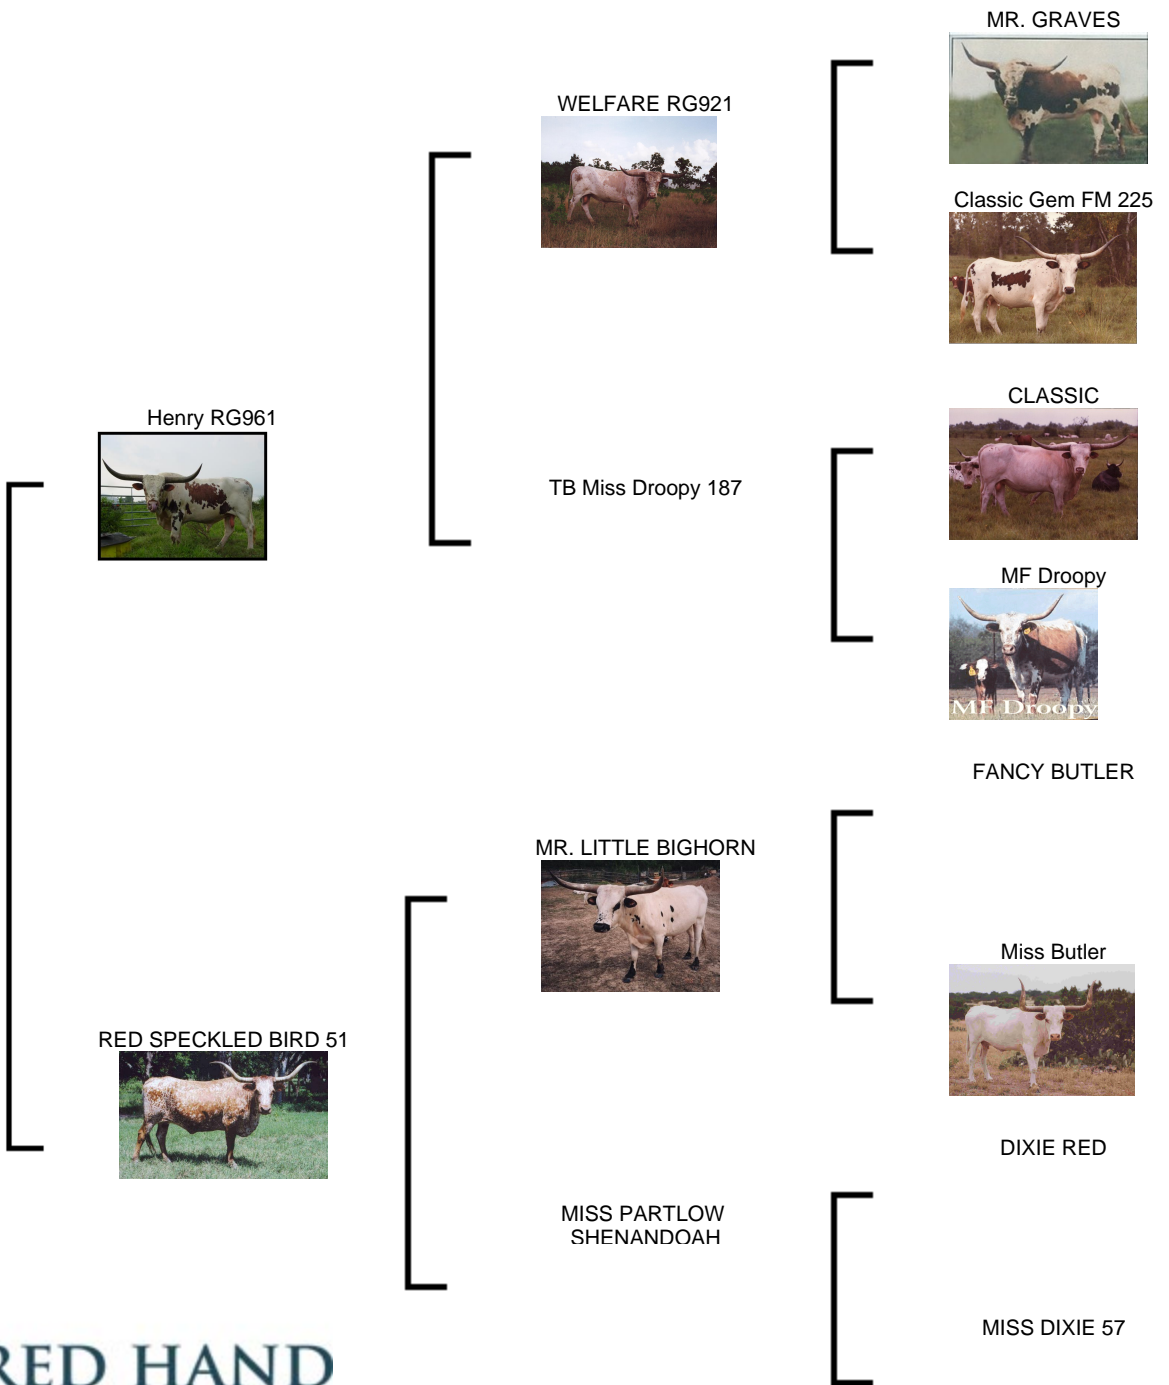 MR. GRAVES
WELFARE RG921
Classic Gem FM 225
CLASSIC
Henry RG961
TB Miss Droopy 187
MF Droopy
MF Droopy
FANCY BUTLER
MR. LITTLE BIGHORN
Miss Butler
RED SPECKLED BIRD 51
DIXIE RED
MISS PARTLOW
SHENANDOAH
MISS DIXIE 57
RED HAND